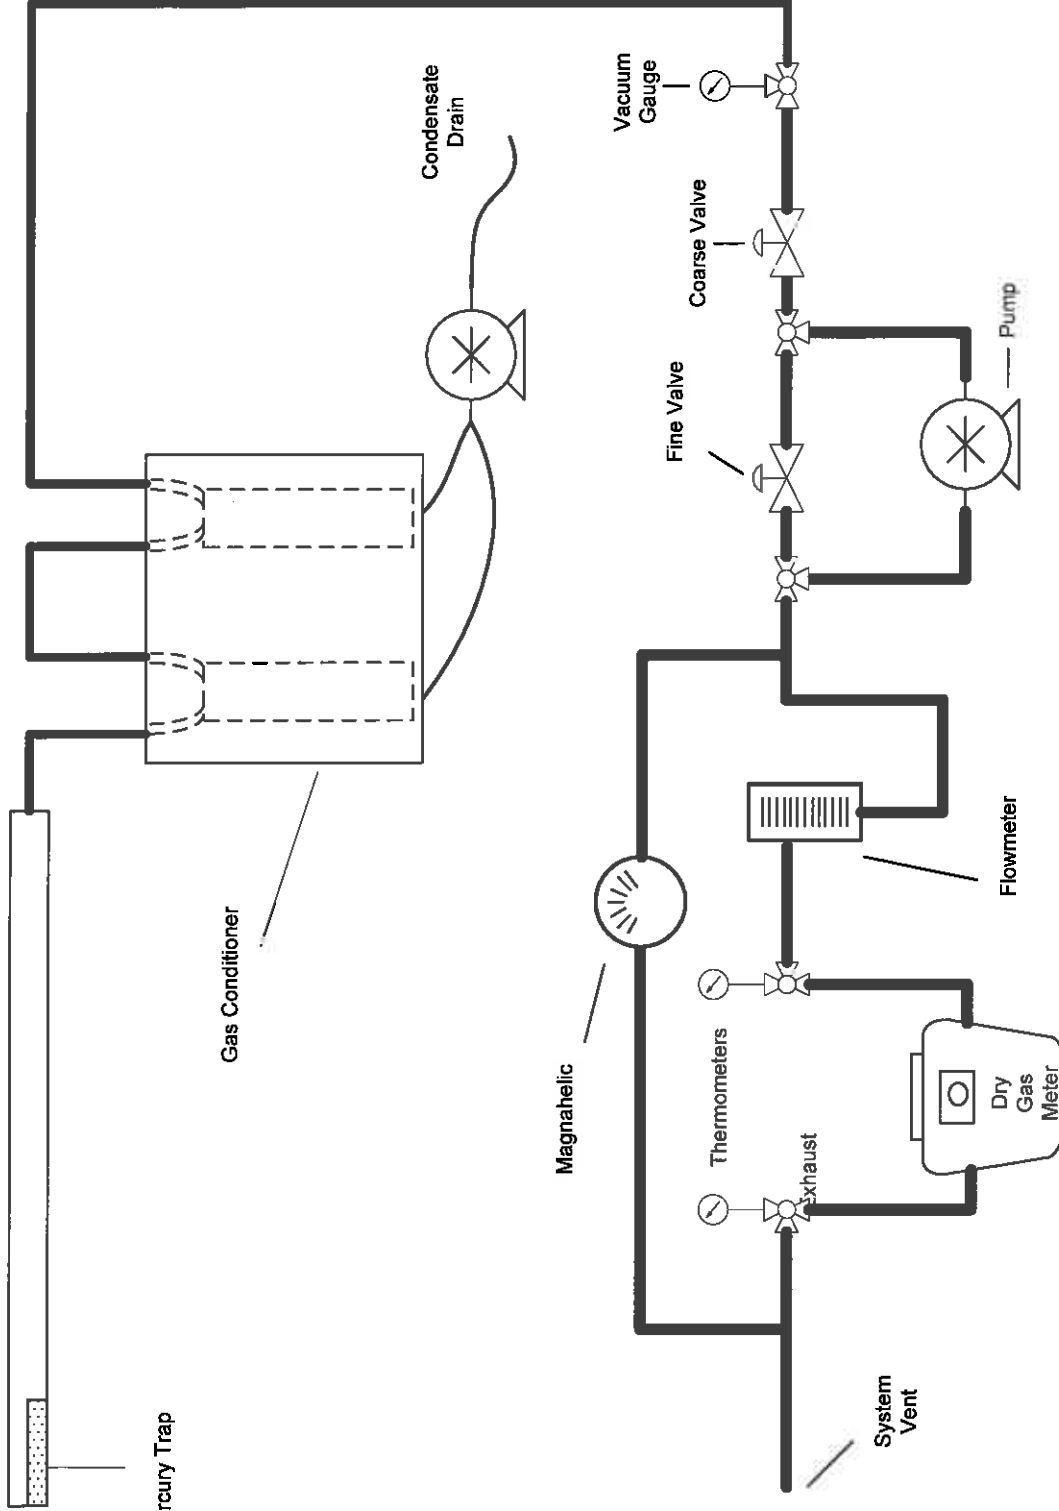 rcury Trap
Gas Conditioner
Condensate
Drain
Vacuum
Gauge
Coarse Valve
Fine Valve
Pump
Magnahelic
Thermometers
Exhaust
Flowmeter
Dry
Gas
Meter
System
Vent